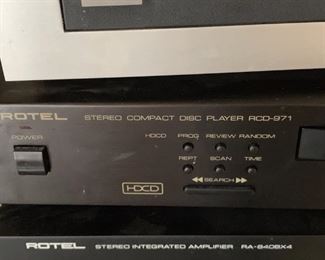 ROTEL STEREO COMPACT DISC PLAYER RCD-971
POWER
HDCD PROG REVIEW RANDOM
REPT SCAN TIME
◀◀ SEARCH ▶▶
HDCD
ROTEL STEREO INTEGRATED AMPLIFIER RA-840BX4